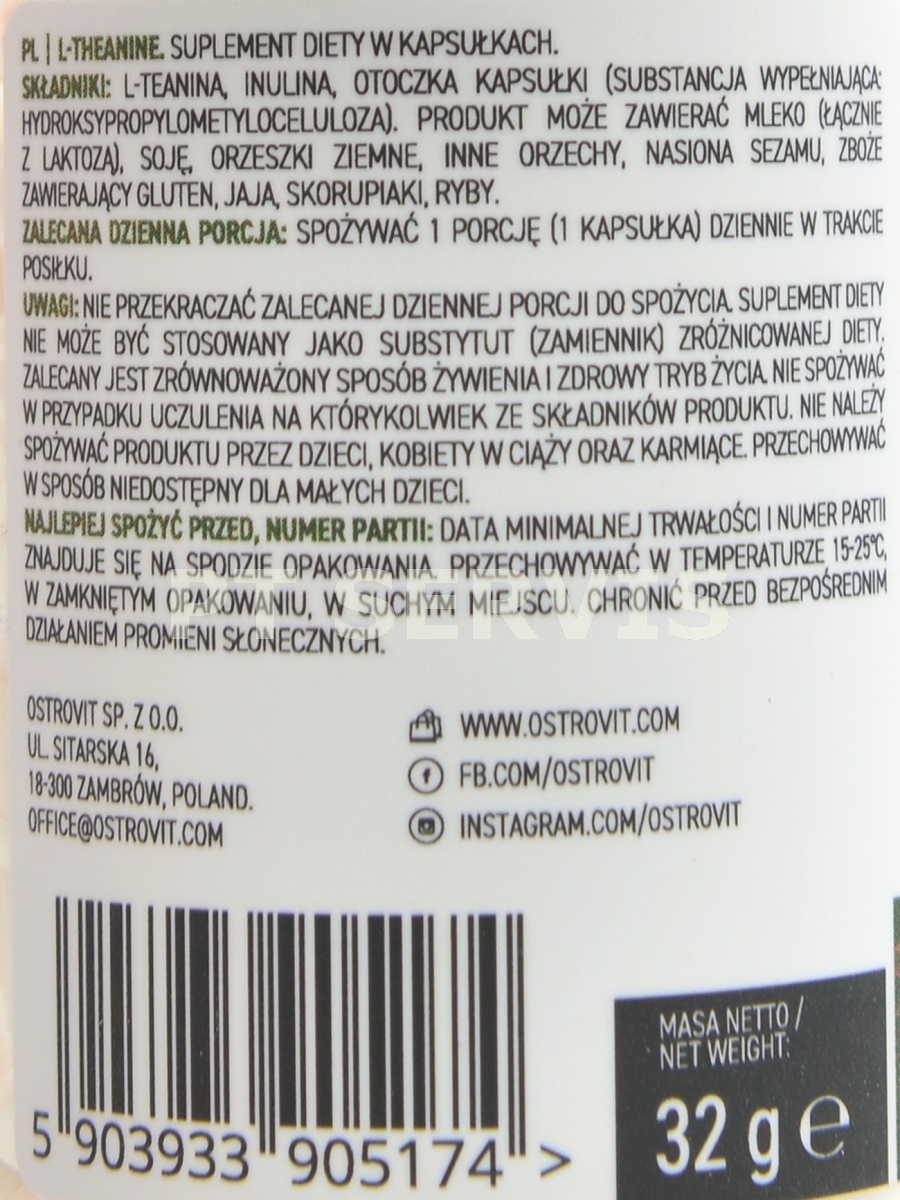 PL | L-THEANINE. SUPLEMENT DIETY W KAPSUŁKACH.
SKŁADNIKI: L-TEANINA, INULINA, OTOCZKA KAPSUŁKI (SUBSTANCJA WYPEŁNIAJĄCA:
HYDROKSYPROPYLOMETYLOCELULOZA). PRODUKT MOŻE ZAWIERAĆ MLEKO (ŁĄCZNIE
Z LAKTOZĄ), SOJĘ, ORZESZKI ZIEMNE, INNE ORZECHY, NASIONA SEZAMU, ZBOŻE
ZAWIERAJĄCY GLUTEN, JAJA, SKORUPIAKI, RYBY.
ZALECANA DZIENNA PORCJA: SPOŻYWAĆ 1 PORCJĘ (1 KAPSUŁKA) DZIENNIE W TRAKCIE
POSIŁKU.
UWAGI: NIE PRZEKRACZAĆ ZALECANEJ DZIENNEJ PORCJI DO SPOŻYCIA. SUPLEMENT DIETY
NIE MOŻE BYĆ STOSOWANY JAKO SUBSTYTUT (ZAMIENNIK) ZRÓŻNICOWANEJ DIETY.
ZALECANY JEST ZRÓWNOWAŻONY SPOSÓB ŻYWIENIA I ZDROWY TRYB ŻYCIA. NIE SPOŻYWAĆ
W PRZYPADKU UCZULENIA NA KTÓRYKOLWIEK ZE SKŁADNIKÓW PRODUKTU. NIE NALEŻY
SPOŻYWAĆ PRODUKTU PRZEZ DZIECI, KOBIETY W CIĄŻY ORAZ KARMIĄCE. PRZECHOWYWAĆ
W SPOSÓB NIEDOSTĘPNY DLA MAŁYCH DZIECI.
NAJLEPIEJ SPOŻYĆ PRZED, NUMER PARTII: DATA MINIMALNEJ TRWAŁOŚCI I NUMER PARTII
ZNAJDUJE SIĘ NA SPODZIE OPAKOWANIA. PRZECHOWYWAĆ W TEMPERATURZE 15-25°C,
W ZAMKNIĘTYM OPAKOWANIU, W SUCHYM MIEJSCU. CHRONIĆ PRZED BEZPOŚREDNIM
DZIAŁANIEM PROMIENI SŁONECZNYCH.
PT SERVIS
OSTROVIT SP. Z O.O.
UL. SITARSKA 16,
18-300 ZAMBRÓW, POLAND.
OFFICE@OSTROVIT.COM
WWW.OSTROVIT.COM
FB.COM/OSTROVIT
INSTAGRAM.COM/OSTROVIT
5 903933 905174 >
MASA NETTO /
NET WEIGHT:
32 g ℮